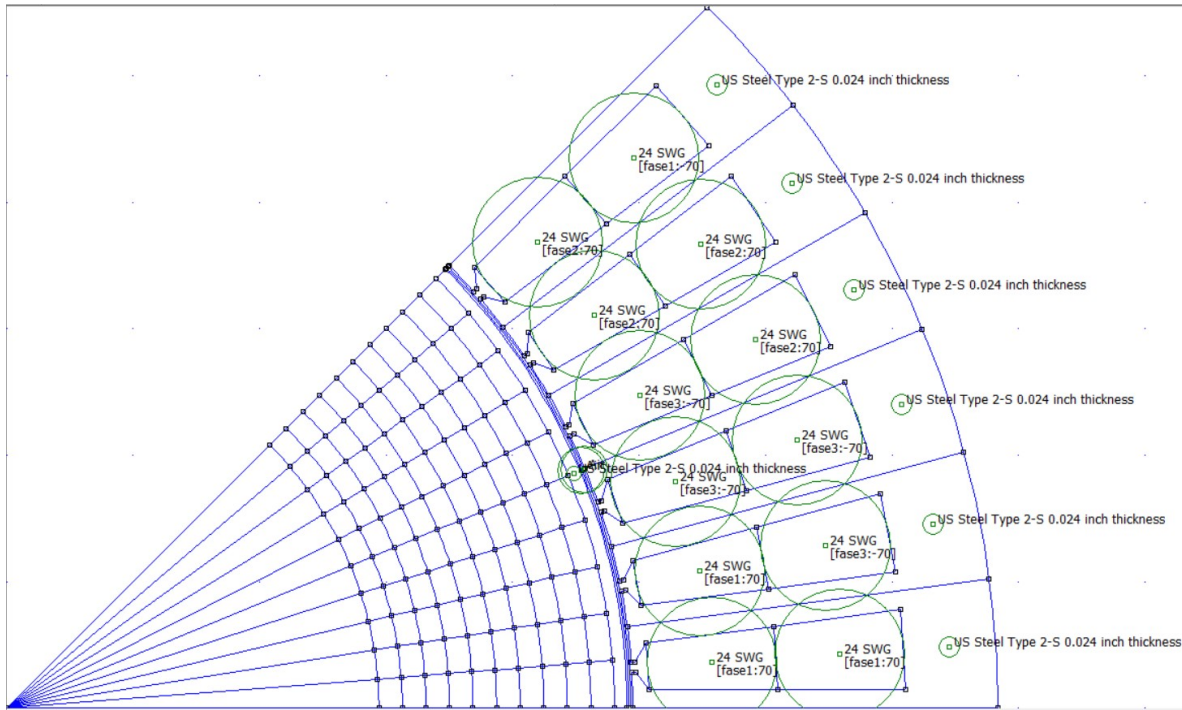 US Steel Type 2-S 0.024 inch thickness
24 SWG
[fase1:-70]
US Steel Type 2-S 0.024 inch thickness
24 SWG
[fase2:70]
24 SWG
[fase2:70]
US Steel Type 2-S 0.024 inch thickness
24 SWG
[fase2:70]
24 SWG
[fase2:70]
24 SWG
[fase3:-70]
US Steel Type 2-S 0.024 inch thickness
24 SWG
[fase3:-70]
US Steel Type 2-S 0.024 inch thickness
24 SWG
[fase3:-70]
US Steel Type 2-S 0.024 inch thickness
24 SWG
[fase3:-70]
24 SWG
[fase1:70]
US Steel Type 2-S 0.024 inch thickness
24 SWG
[fase1:70]
24 SWG
[fase1:70]